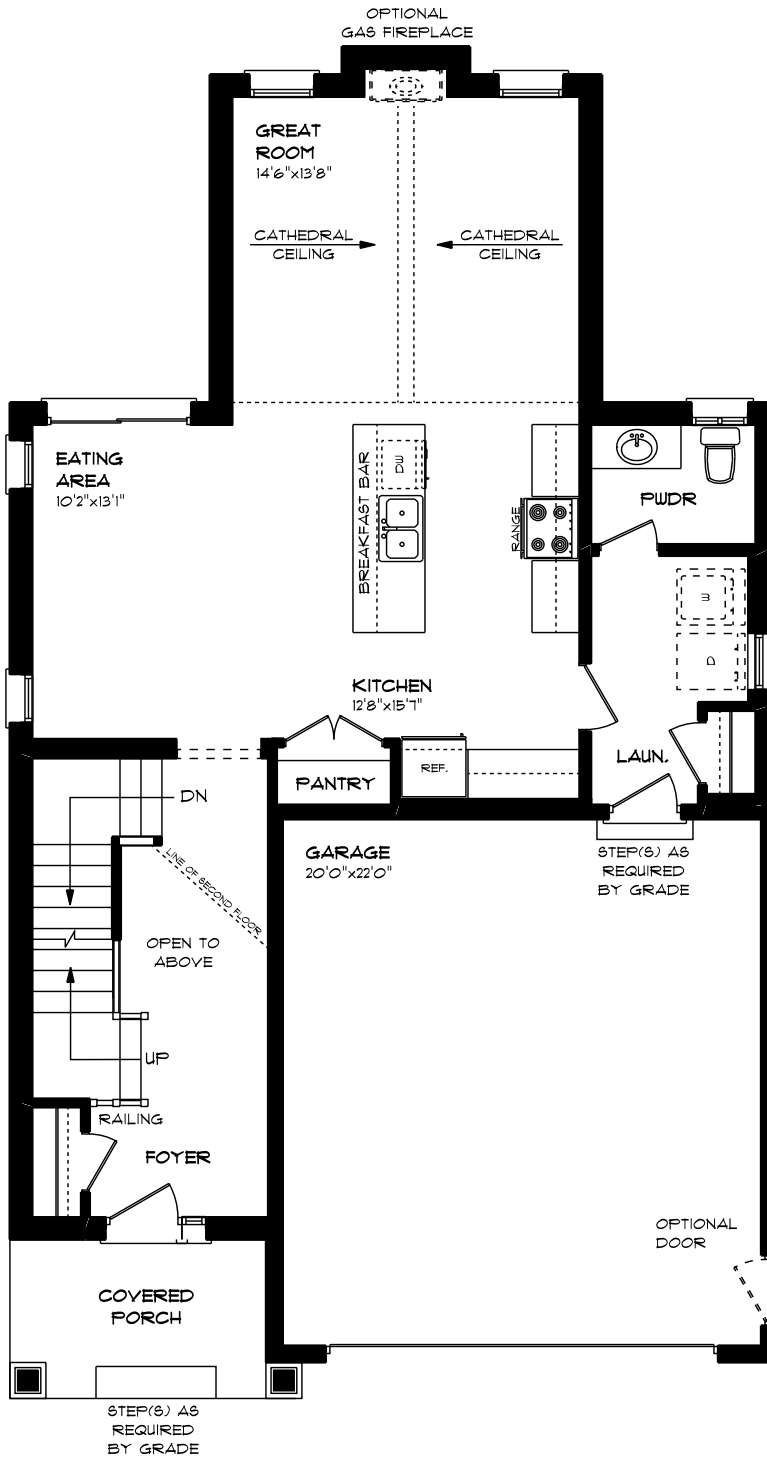 OPTIONAL
GAS FIREPLACE
GREAT
ROOM
14'6"x13'8"
CATHEDRAL
CEILING
CATHEDRAL
CEILING
EATING
AREA
10'2"x13'1"
BREAKFAST BAR
DW
RANGE
PWDR
W
D
KITCHEN
12'8"x15'7"
LAUN.
PANTRY
REF.
DN
LINE OF SECOND FLOOR
GARAGE
20'0"x22'0"
STEP(S) AS
REQUIRED
BY GRADE
OPEN TO
ABOVE
UP
RAILING
FOYER
OPTIONAL
DOOR
COVERED
PORCH
STEP(S) AS
REQUIRED
BY GRADE